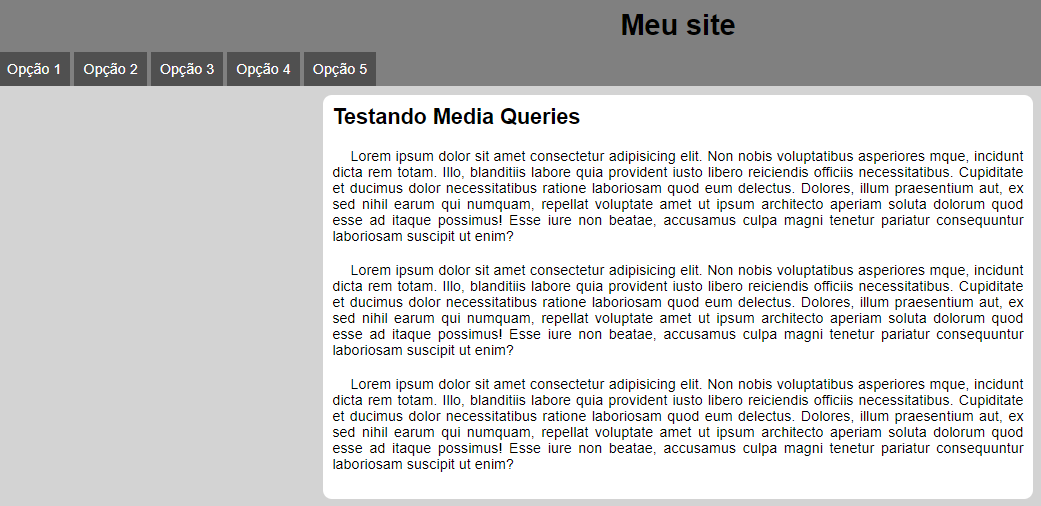 Meu site
Opção 1 Opção 2 Opção 3 Opção 4 Opção 5
Testando Media Queries
Lorem ipsum dolor sit amet consectetur adipisicing elit. Non nobis voluptatibus asperiores mque, incidunt
dicta rem totam. Illo, blanditiis labore quia provident iusto libero reiciendis officiis necessitatibus. Cupiditate
et ducimus dolor necessitatibus ratione laboriosam quod eum delectus. Dolores, illum praesentium aut, ex
sed nihil earum qui numquam, repellat voluptate amet ut ipsum architecto aperiam soluta dolorum quod
esse ad itaque possimus! Esse iure non beatae, accusamus culpa magni tenetur pariatur consequuntur
laboriosam suscipit ut enim?
Lorem ipsum dolor sit amet consectetur adipisicing elit. Non nobis voluptatibus asperiores mque, incidunt
dicta rem totam. Illo, blanditiis labore quia provident iusto libero reiciendis officiis necessitatibus. Cupiditate
et ducimus dolor necessitatibus ratione laboriosam quod eum delectus. Dolores, illum praesentium aut, ex
sed nihil earum qui numquam, repellat voluptate amet ut ipsum architecto aperiam soluta dolorum quod
esse ad itaque possimus! Esse iure non beatae, accusamus culpa magni tenetur pariatur consequuntur
laboriosam suscipit ut enim?
Lorem ipsum dolor sit amet consectetur adipisicing elit. Non nobis voluptatibus asperiores mque, incidunt
dicta rem totam. Illo, blanditiis labore quia provident iusto libero reiciendis officiis necessitatibus. Cupiditate
et ducimus dolor necessitatibus ratione laboriosam quod eum delectus. Dolores, illum praesentium aut, ex
sed nihil earum qui numquam, repellat voluptate amet ut ipsum architecto aperiam soluta dolorum quod
esse ad itaque possimus! Esse iure non beatae, accusamus culpa magni tenetur pariatur consequuntur
laboriosam suscipit ut enim?